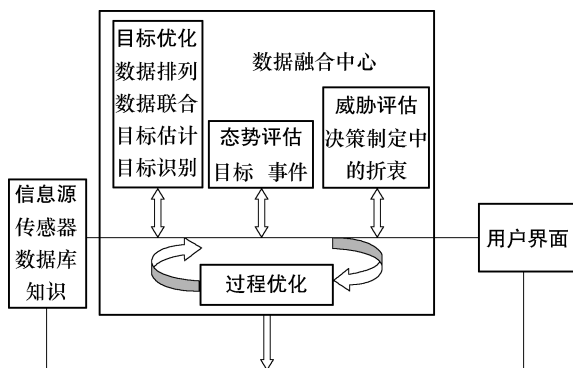 目标优化
数据排列
数据联合
目标估计
目标识别
数据融合中心
态势评估
目标 事件
威胁评估
决策制定中
的折衷
信息源
传感器
数据库
知识
用户界面
过程优化